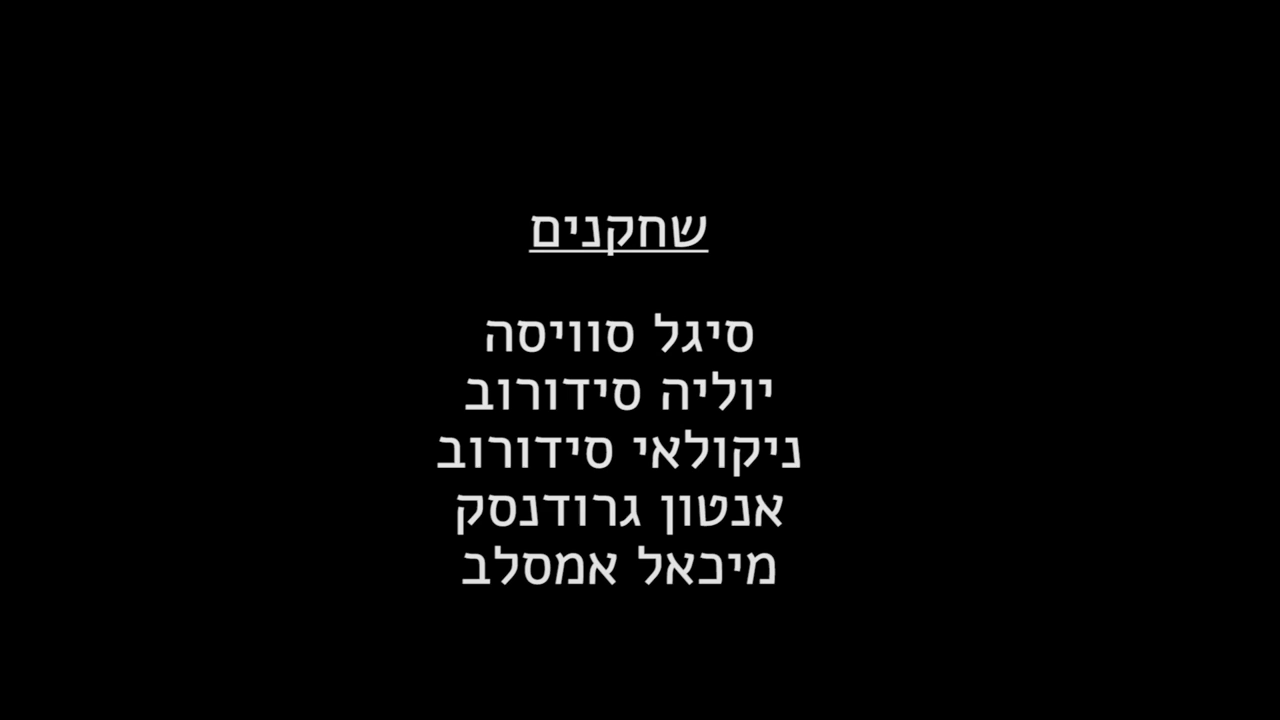 שחקנים
סיגל סוויסה
יוליה סידורוב
ניקולאי סידורוב
אנטון גרודנסק
מיכאל אמסלב